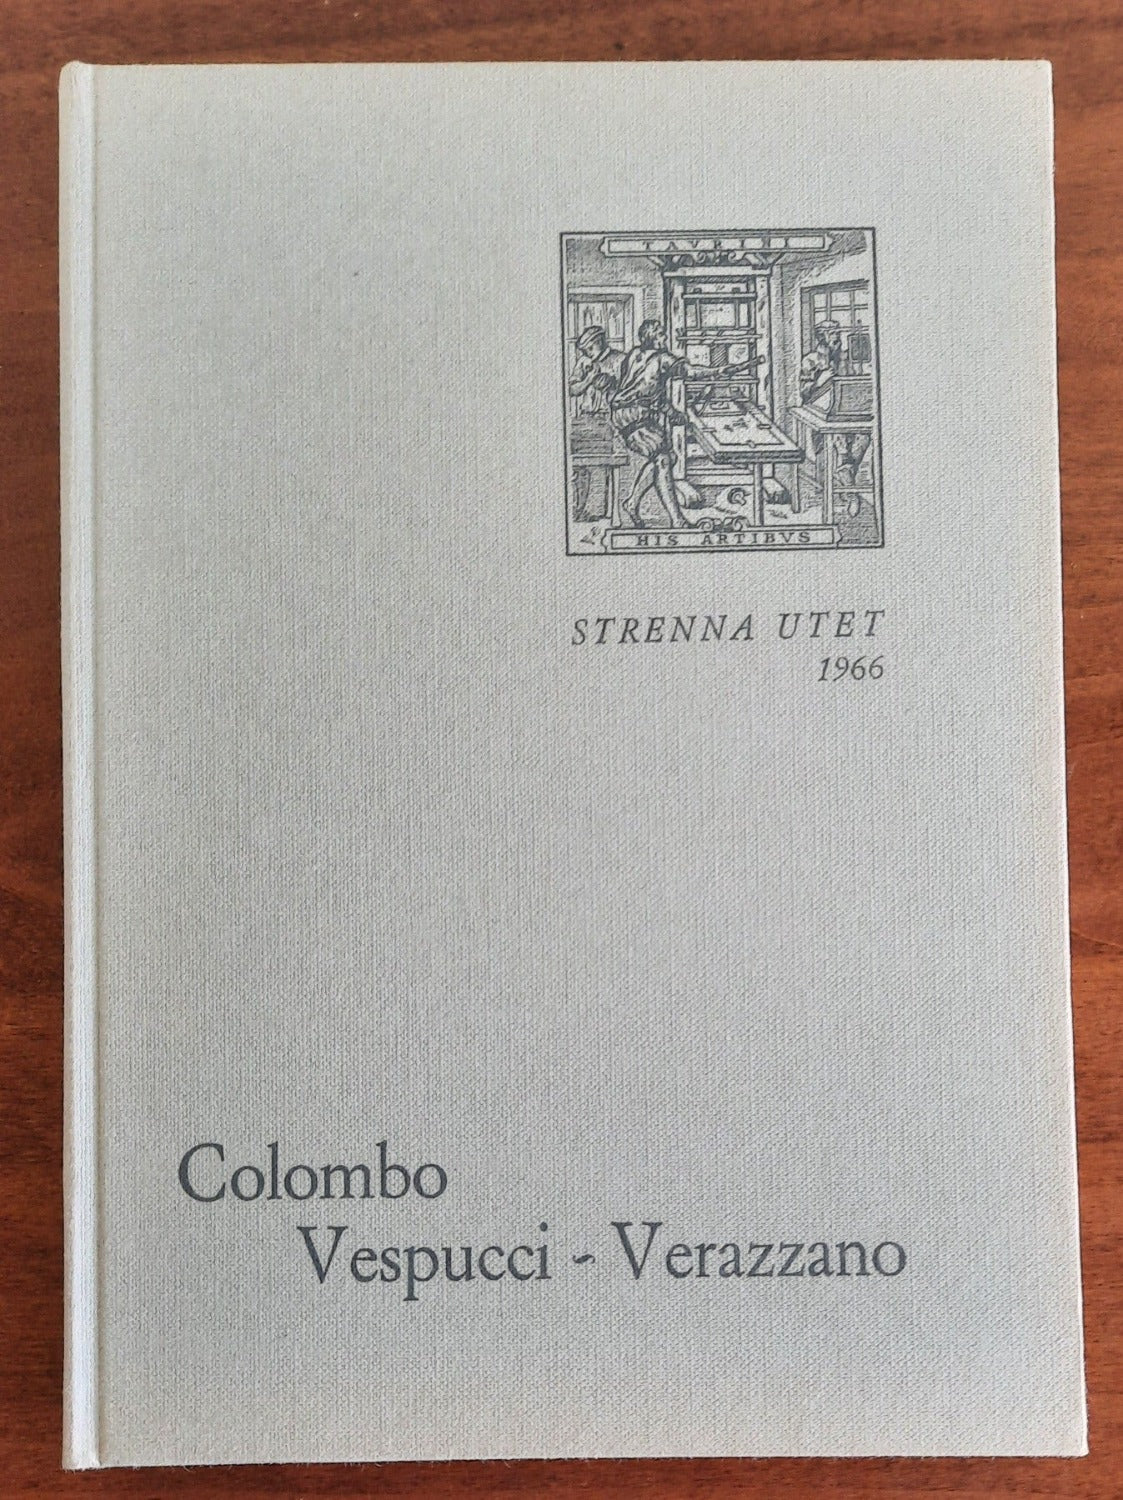 TAVRINI
HIS ARTIBVS
STRENNA UTET
1966
Colombo
Vespucci - Verazzano